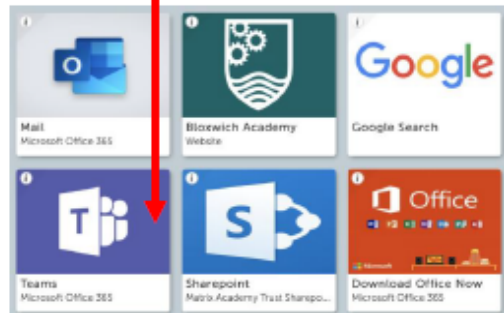 Google
Mail
Microsoft Office 365
Bloxwich Academy
Website
Google Search
T
S
Office
Microsoft
Teams
Microsoft Office 365
Sharepoint
Matrix Academy Trust Sharepo...
Download Office Now
Microsoft Office 365